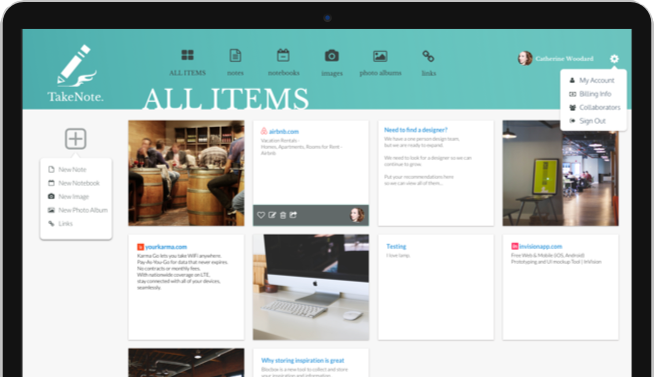 TakeNote.
ALL ITEMS
notes
notebooks
images
photo albums
links
Catherine Woodard
My Account
Billing Info
Collaborators
Sign Out
ALL ITEMS
New Note
New Notebook
New Image
New Photo Album
Links
airbnb.com
Vacation Rentals -
Homes, Apartments, Rooms for Rent -
Airbnb
Need to find a designer?
We have a one person design team,
but we are ready to expand.
We need to look for a designer so we can
continue to grow.
Put your recommendations here
so we can view all of them...
yourkarma.com
Karma Go lets you take WiFi anywhere.
Pay-As-You-Go for data that never expires.
No contracts or monthly fees.
With nationwide coverage on LTE,
stay connected with all of your devices,
seamlessly.
Testing
I love lamp.
invisionapp.com
Free Web & Mobile (iOS, Android)
Prototyping and UI mockup Tool | InVision
Why storing inspiration is great
is a new tool to collect and store
your inspiration and information.